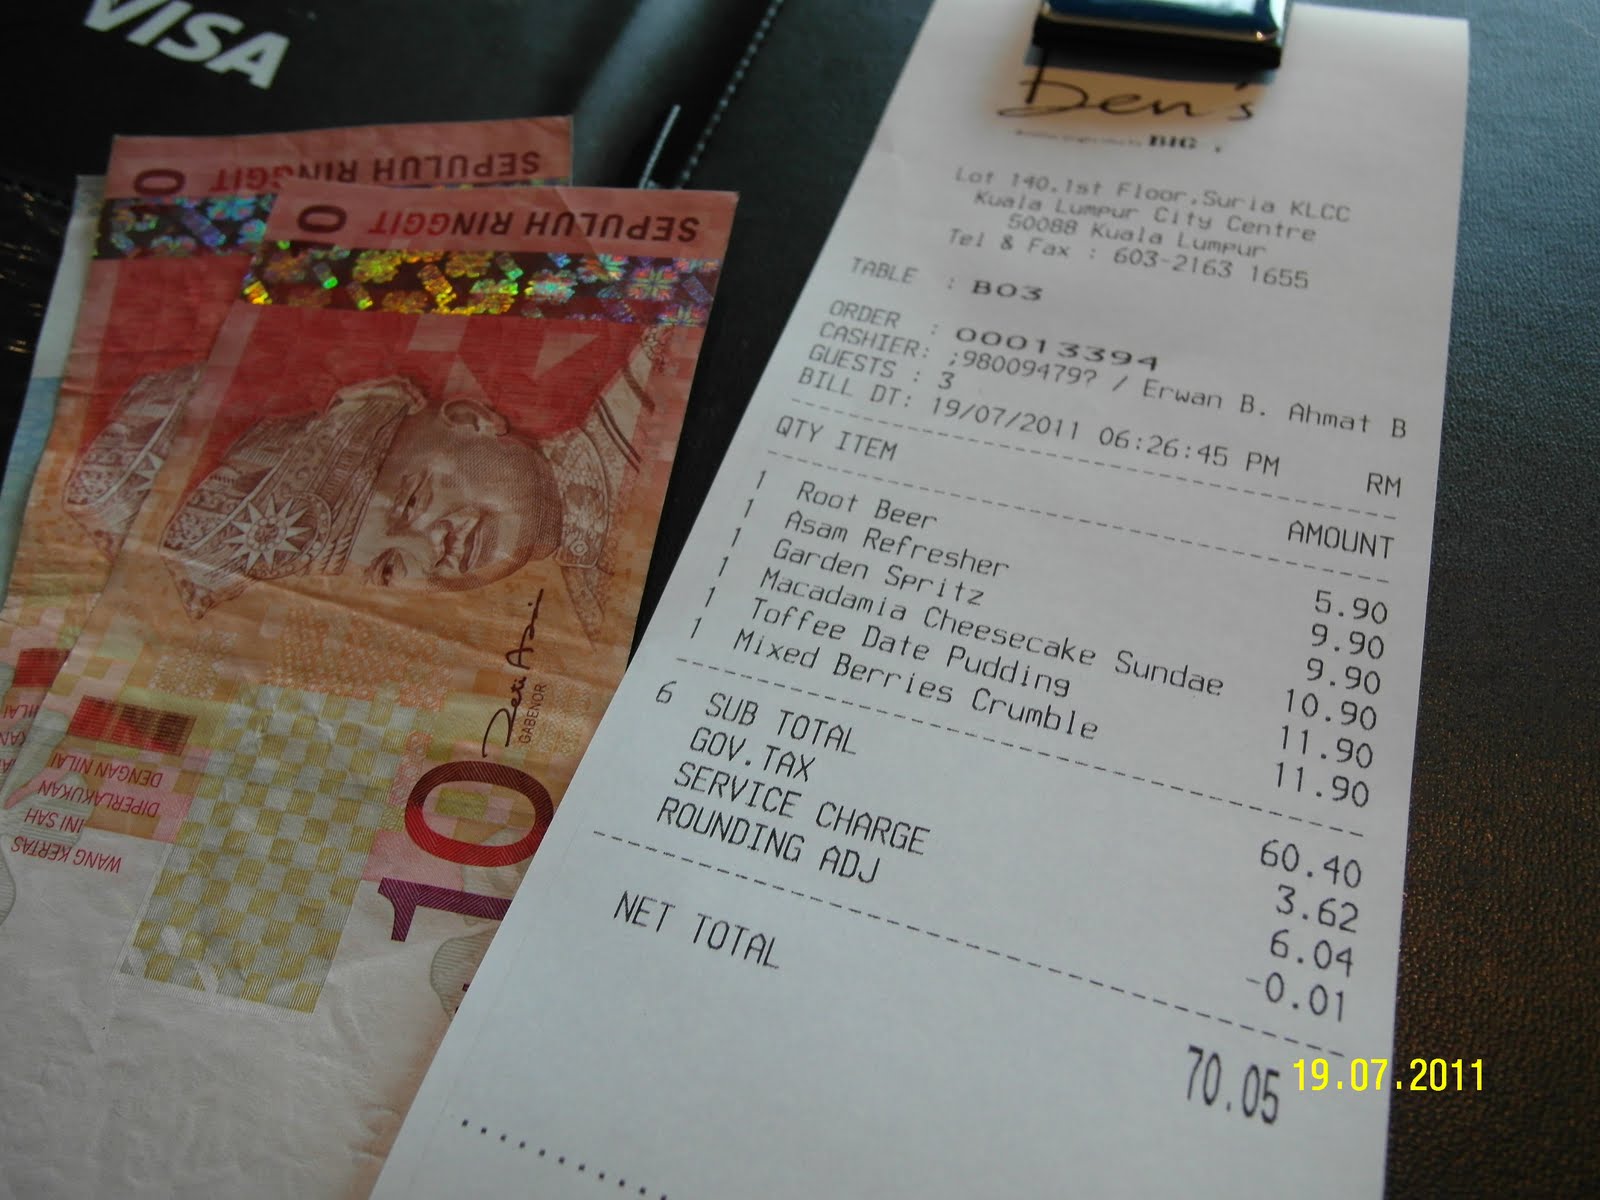 VISA
SEPULUH RINGGIT
SEPULUH RINGGIT
GABENOR
10
WANG KERTAS
INI SAH
DIPERLAKUKAN
DENGAN NILAI
Den's
BIG
Lot 140.1st Floor,Suria KLCC
Kuala Lumpur City Centre
50088 Kuala Lumpur
Tel & Fax : 603-2163 1655
TABLE : B03
ORDER : 00013394
CASHIER: ;980094797? / Erwan B. Ahmat B
GUESTS : 3
BILL DT: 19/07/2011 06:26:45 PM
RM
QTY ITEM AMOUNT
1 Root Beer 5.90
1 Asam Refresher 9.90
1 Garden Spritz 9.90
1 Macadamia Cheesecake Sundae 10.90
1 Toffee Date Pudding 11.90
1 Mixed Berries Crumble 11.90
6 SUB TOTAL 60.40
GOV.TAX 3.62
SERVICE CHARGE 6.04
ROUNDING ADJ -0.01
NET TOTAL 70.05
19.07.2011